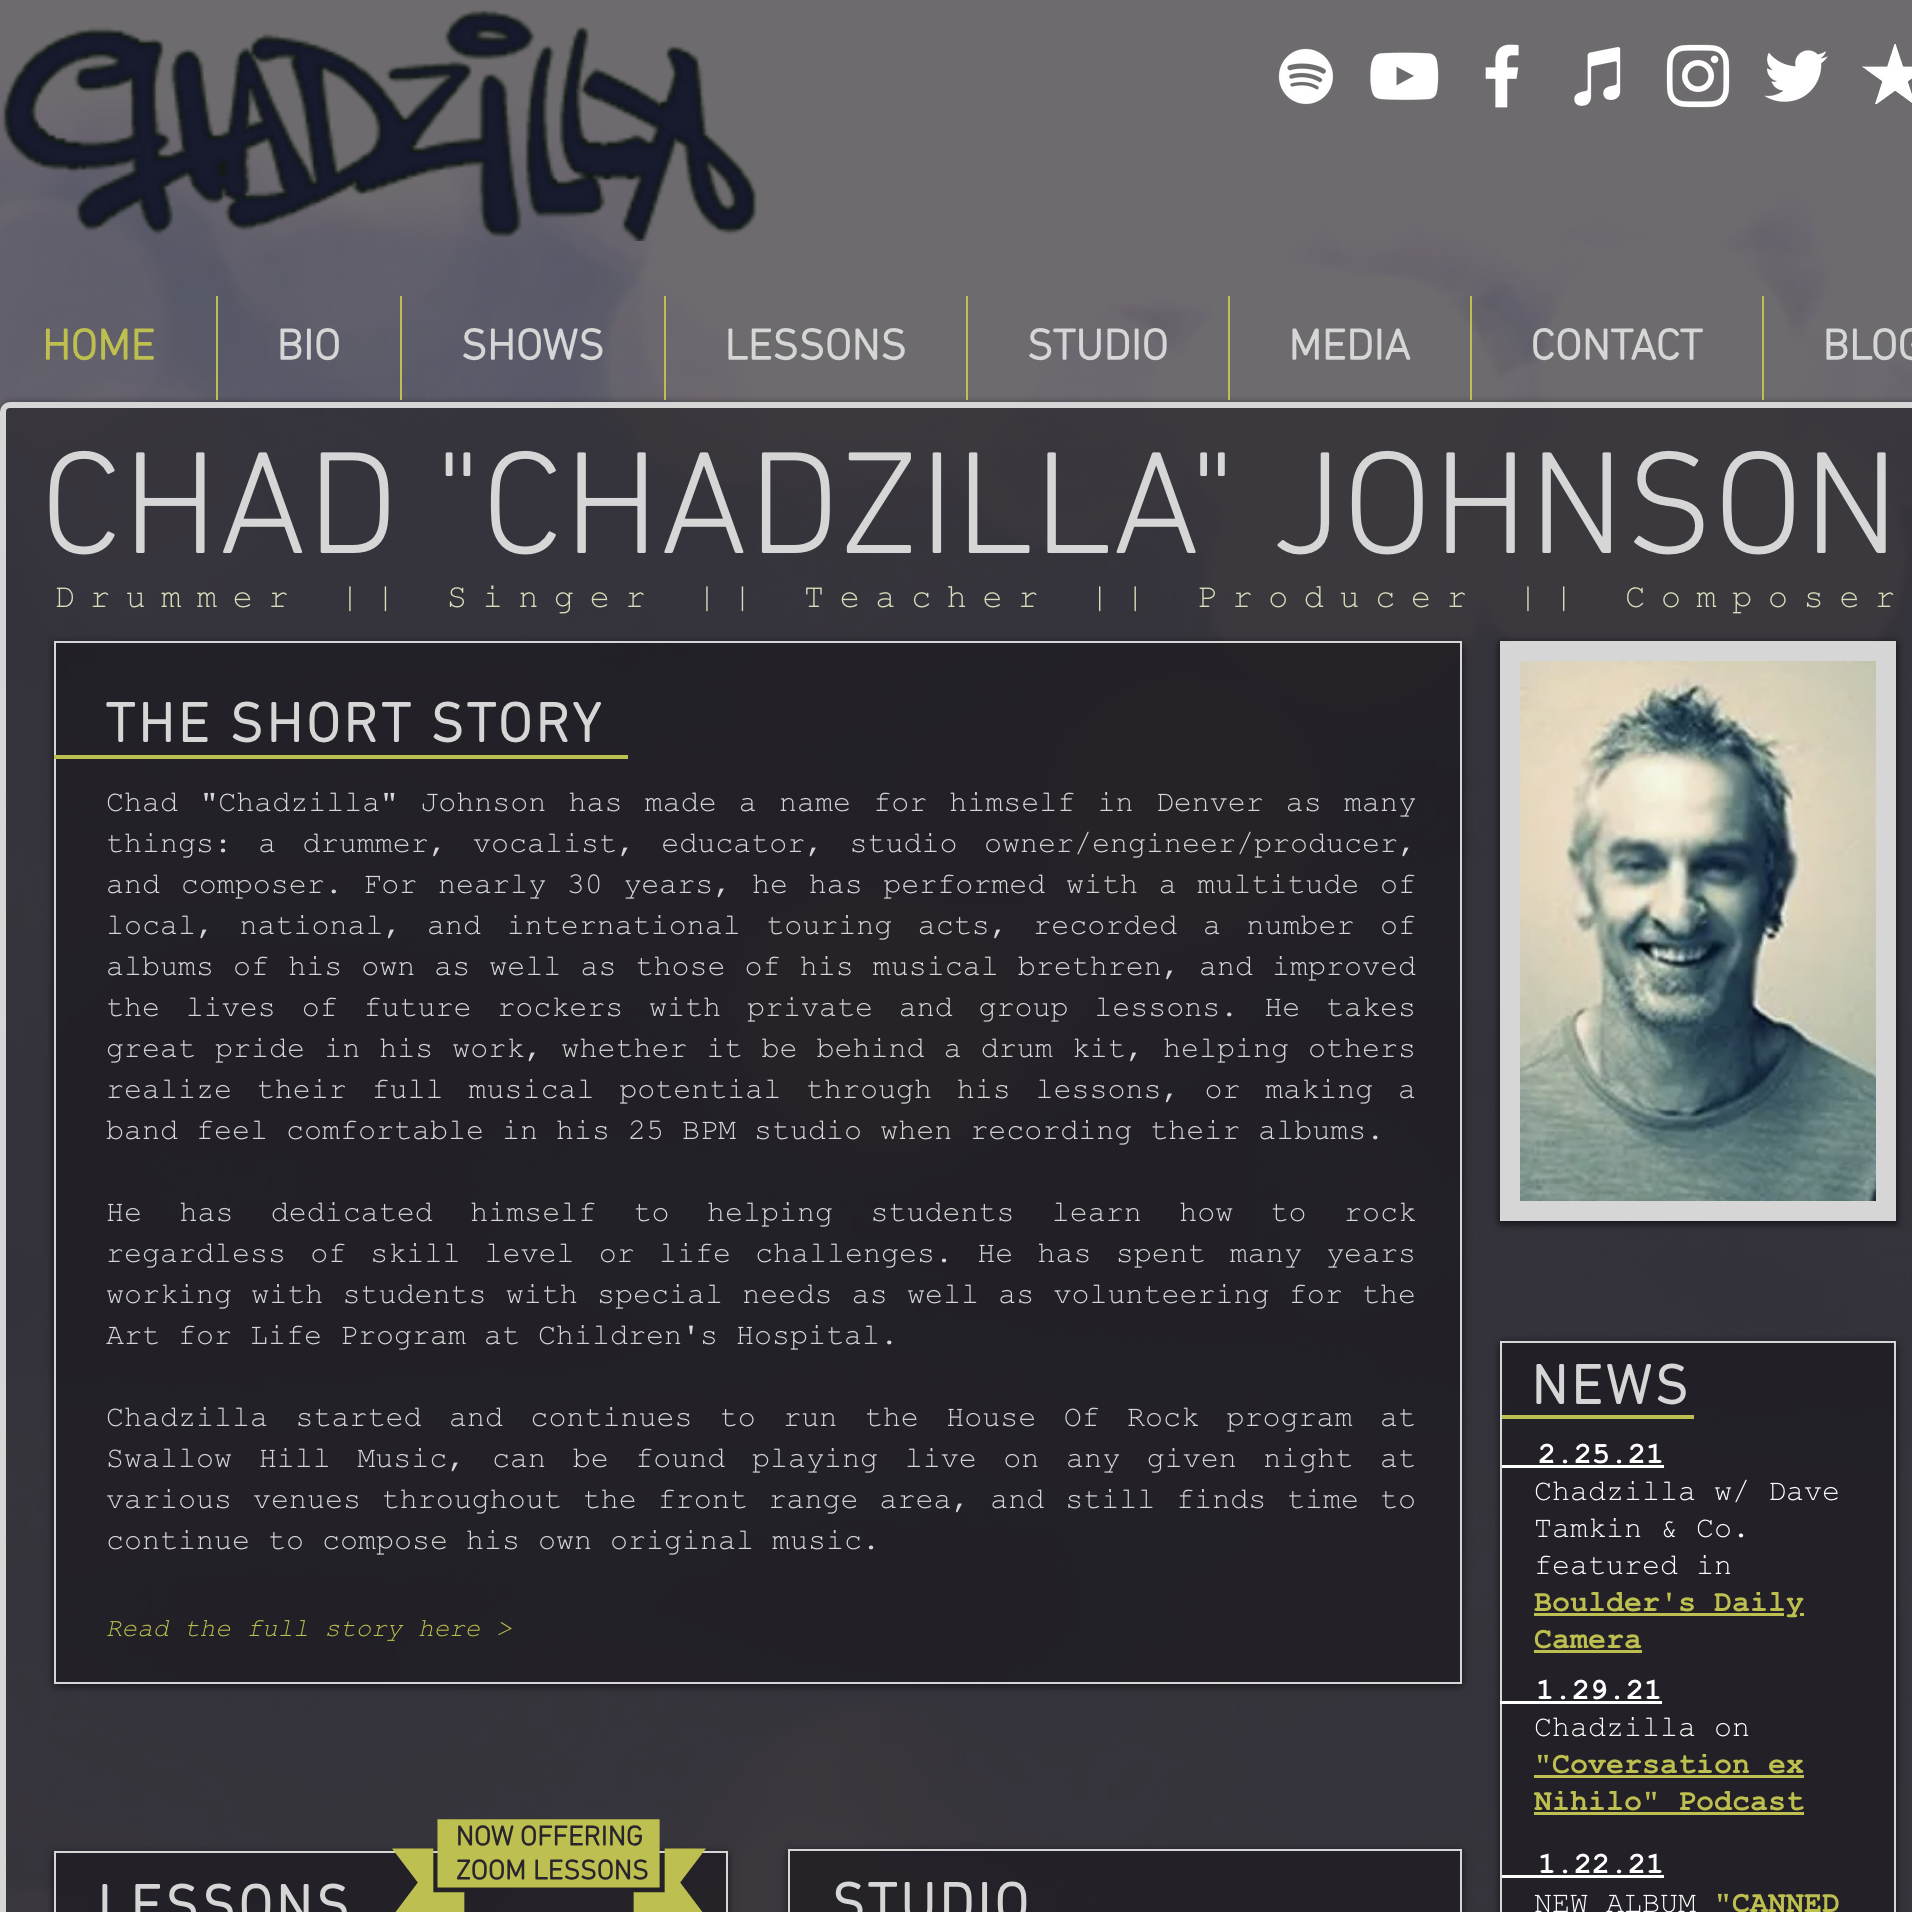 CHADZILLA
HOME
BIO
SHOWS
LESSONS
STUDIO
MEDIA
CONTACT
BLOG
CHAD "CHADZILLA" JOHNSON
Drummer || Singer || Teacher || Producer || Composer
THE SHORT STORY
Chad "Chadzilla" Johnson has made a name for himself in Denver as many
things: a drummer, vocalist, educator, studio owner/engineer/producer,
and composer. For nearly 30 years, he has performed with a multitude of
local, national, and international touring acts, recorded a number of
albums of his own as well as those of his musical brethren, and improved
the lives of future rockers with private and group lessons. He takes
great pride in his work, whether it be behind a drum kit, helping others
realize their full musical potential through his lessons, or making a
band feel comfortable in his 25 BPM studio when recording their albums.
He has dedicated himself to helping students learn how to rock
regardless of skill level or life challenges. He has spent many years
working with students with special needs as well as volunteering for the
Art for Life Program at Children's Hospital.
Chadzilla started and continues to run the House Of Rock program at
Swallow Hill Music, can be found playing live on any given night at
various venues throughout the front range area, and still finds time to
continue to compose his own original music.
Read the full story here >
NEWS
2.25.21
Chadzilla w/ Dave
Tamkin & Co.
featured in
Boulder's Daily
Camera
1.29.21
Chadzilla on
"Coversation ex
Nihilo" Podcast
1.22.21
NEW ALBUM "CANNED
NOW OFFERING
ZOOM LESSONS
LESSONS
STUDIO